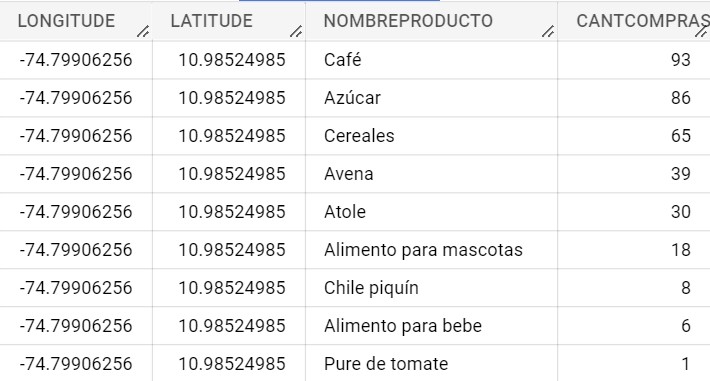 LONGITUDE LATITUDE NOMBREPRODUCTO CANTCOMPRAS
-74.79906256 10.98524985 Café 93
-74.79906256 10.98524985 Azúcar 86
-74.79906256 10.98524985 Cereales 65
-74.79906256 10.98524985 Avena 39
-74.79906256 10.98524985 Atole 30
-74.79906256 10.98524985 Alimento para mascotas 18
-74.79906256 10.98524985 Chile piquín 8
-74.79906256 10.98524985 Alimento para bebe 6
-74.79906256 10.98524985 Pure de tomate 1